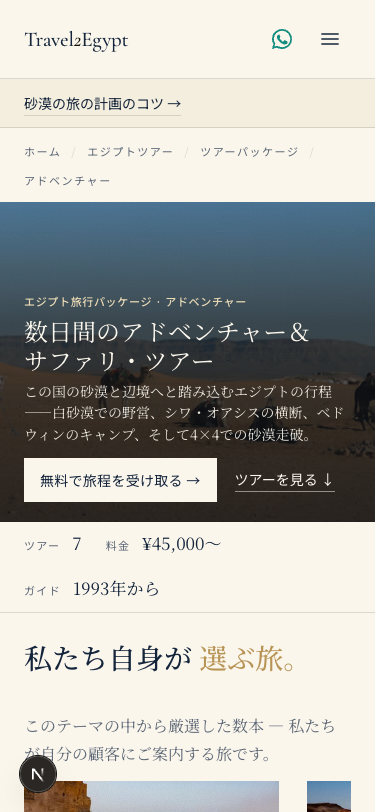 Travel2Egypt
砂漠の旅の計画のコツ →
ホーム / エジプトツアー / ツアーパッケージ /
アドベンチャー
エジプト旅行パッケージ · アドベンチャー
数日間のアドベンチャー＆
サファリ・ツアー
この国の砂漠と辺境へと踏み込むエジプトの行程
——白砂漠での野営、シワ・オアシスの横断、ベド
ウィンのキャンプ、そして4×4での砂漠走破。
無料で旅程を受け取る → ツアーを見る ↓
ツアー 7 料金 ¥45,000〜
ガイド 1993年から
私たち自身が 選ぶ旅。
このテーマの中から厳選した数本 — 私たち
が自分の顧客にご案内する旅です。
N